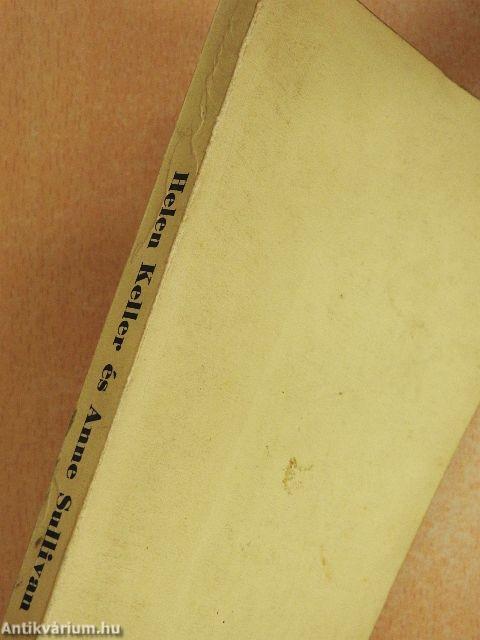 Helen Keller és Anne Sullivan
Antikvárium.hu